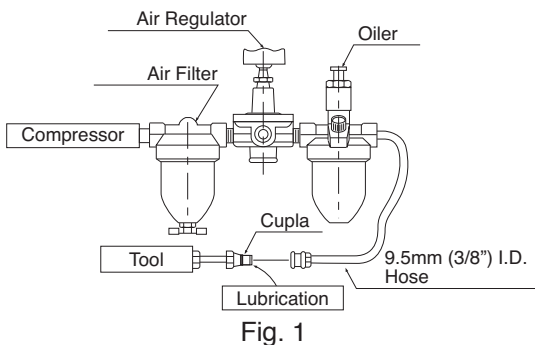 Air Regulator
Oiler
Air Filter
Compressor
Cupla
Tool
9.5mm (3/8”) I.D.
Hose
Lubrication
Fig. 1